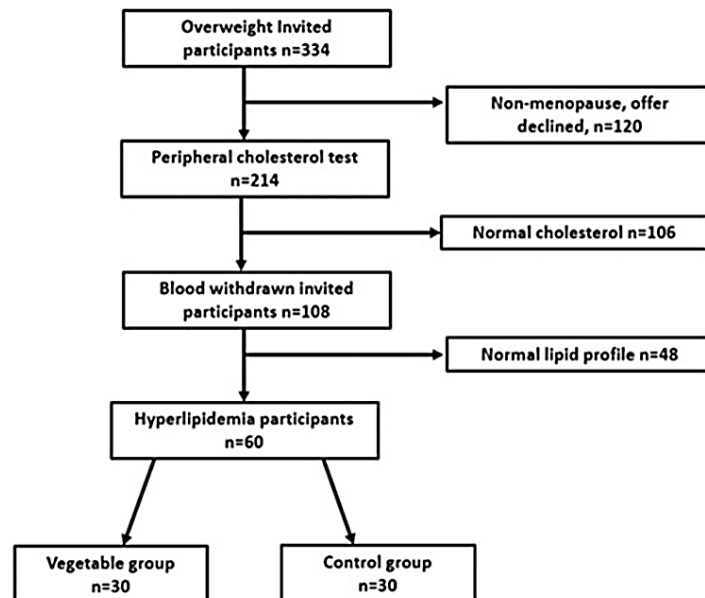 Overweight Invited
participants n=334
Non-menopause, offer
declined, n=120
Peripheral cholesterol test
n=214
Normal cholesterol n=106
Blood withdrawn invited
participants n=108
Normal lipid profile n=48
Hyperlipidemia participants
n=60
Vegetable group
n=30
Control group
n=30